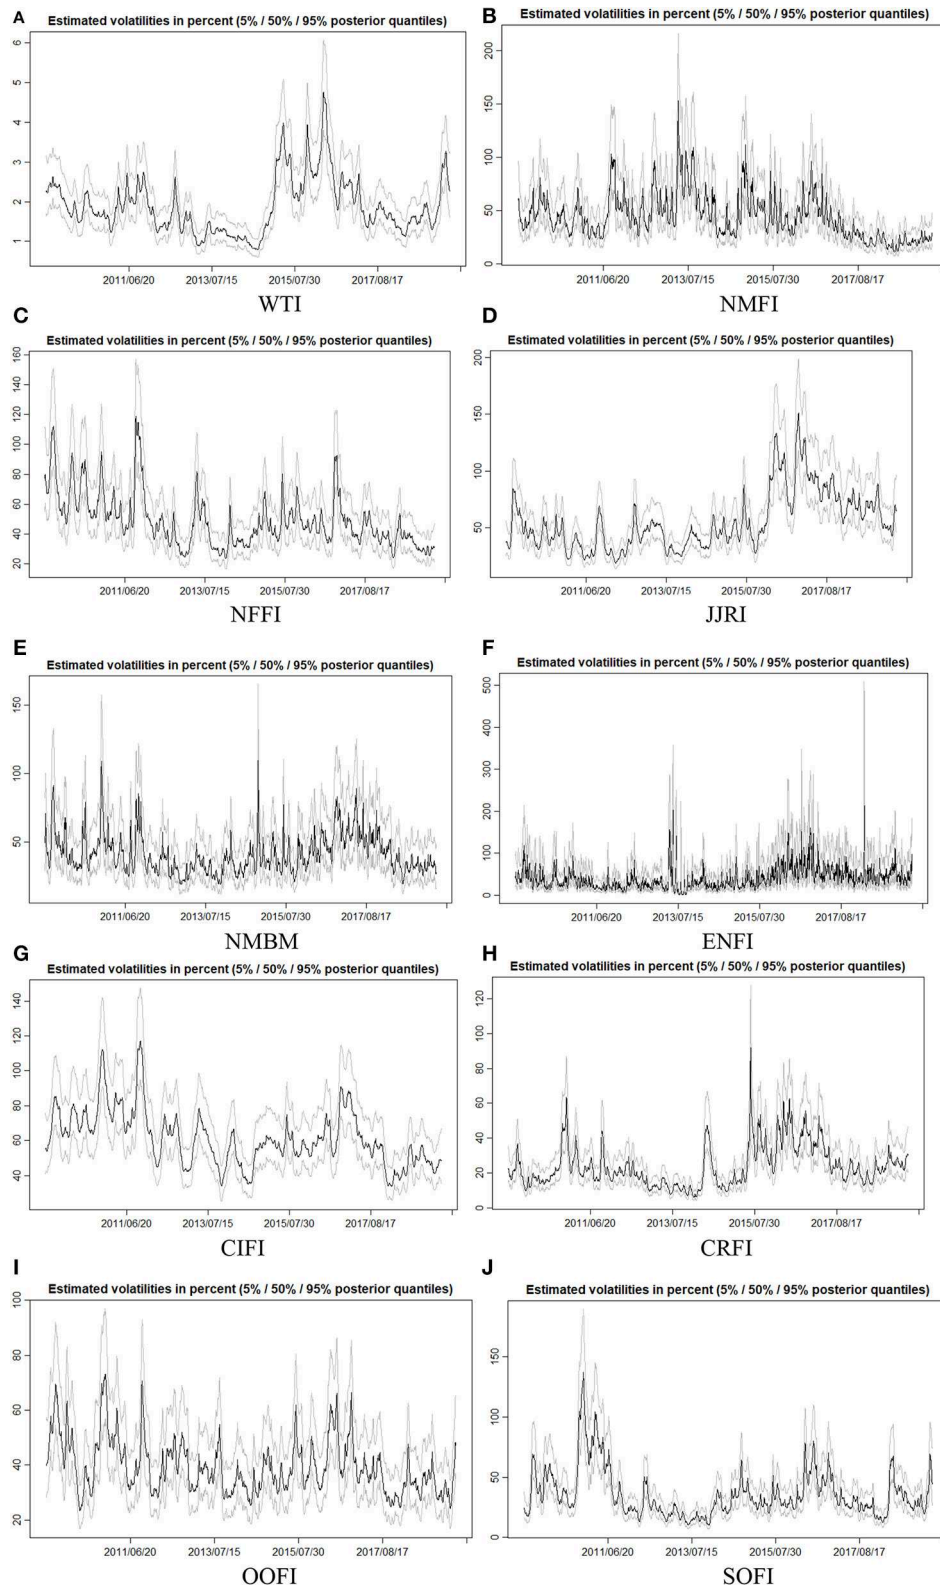 A
Estimated volatilities in percent (5% / 50% / 95% posterior quantiles)
6
5
4
3
2
1
2011/06/20 2013/07/15 2015/07/30 2017/08/17
WTI
B
Estimated volatilities in percent (5% / 50% / 95% posterior quantiles)
200
150
100
50
0
2011/06/20 2013/07/15 2015/07/30 2017/08/17
NMFI
C
Estimated volatilities in percent (5% / 50% / 95% posterior quantiles)
160
140
120
100
80
60
40
20
2011/06/20 2013/07/15 2015/07/30 2017/08/17
NFFI
D
Estimated volatilities in percent (5% / 50% / 95% posterior quantiles)
200
150
100
50
2011/06/20 2013/07/15 2015/07/30 2017/08/17
JJRI
E
Estimated volatilities in percent (5% / 50% / 95% posterior quantiles)
150
100
50
2011/06/20 2013/07/15 2015/07/30 2017/08/17
NMBM
F
Estimated volatilities in percent (5% / 50% / 95% posterior quantiles)
500
400
300
200
100
0
2011/06/20 2013/07/15 2015/07/30 2017/08/17
ENFI
G
Estimated volatilities in percent (5% / 50% / 95% posterior quantiles)
140
120
100
80
60
40
2011/06/20 2013/07/15 2015/07/30 2017/08/17
CIFI
H
Estimated volatilities in percent (5% / 50% / 95% posterior quantiles)
120
100
80
60
40
20
0
2011/06/20 2013/07/15 2015/07/30 2017/08/17
CRFI
I
Estimated volatilities in percent (5% / 50% / 95% posterior quantiles)
100
80
60
40
20
2011/06/20 2013/07/15 2015/07/30 2017/08/17
OOFI
J
Estimated volatilities in percent (5% / 50% / 95% posterior quantiles)
150
100
50
0
2011/06/20 2013/07/15 2015/07/30 2017/08/17
SOFI